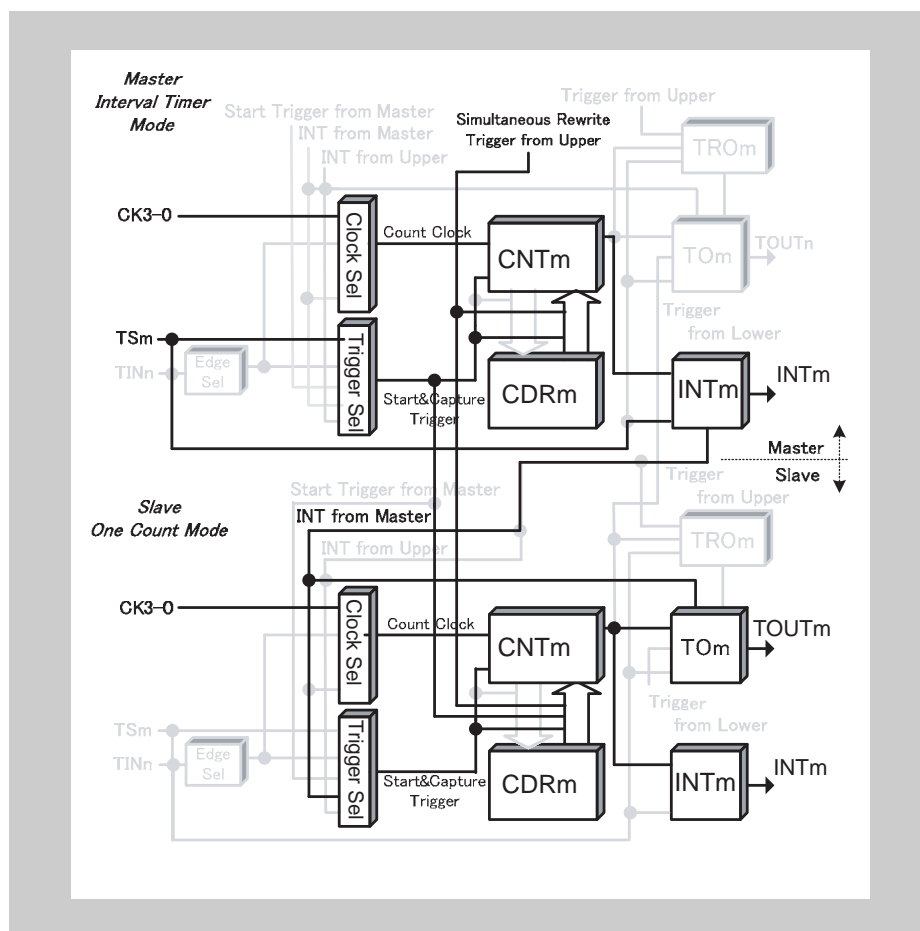 Master
Interval Timer
Mode
Start Trigger from Master
INT from Master
INT from Upper
Simultaneous Rewrite
Trigger from Upper
Trigger from Upper
TROm
CK3-0
Clock Sel
Count Clock
CNTm
TOm
TOUTn
Trigger
from Lower
TSm
TINn
Edge
Sel
Trigger Sel
Start&Capture
Trigger
CDRm
INTm
INTm
Master
Slave
Slave
One Count Mode
Start Trigger from Master
INT from Master
INT from Upper
Trigger
from Upper
TROm
CK3-0
Clock Sel
Count Clock
CNTm
TOm
TOUTm
Trigger
from Lower
TSm
TINn
Edge
Sel
Trigger Sel
Start&Capture
Trigger
CDRm
INTm
INTm